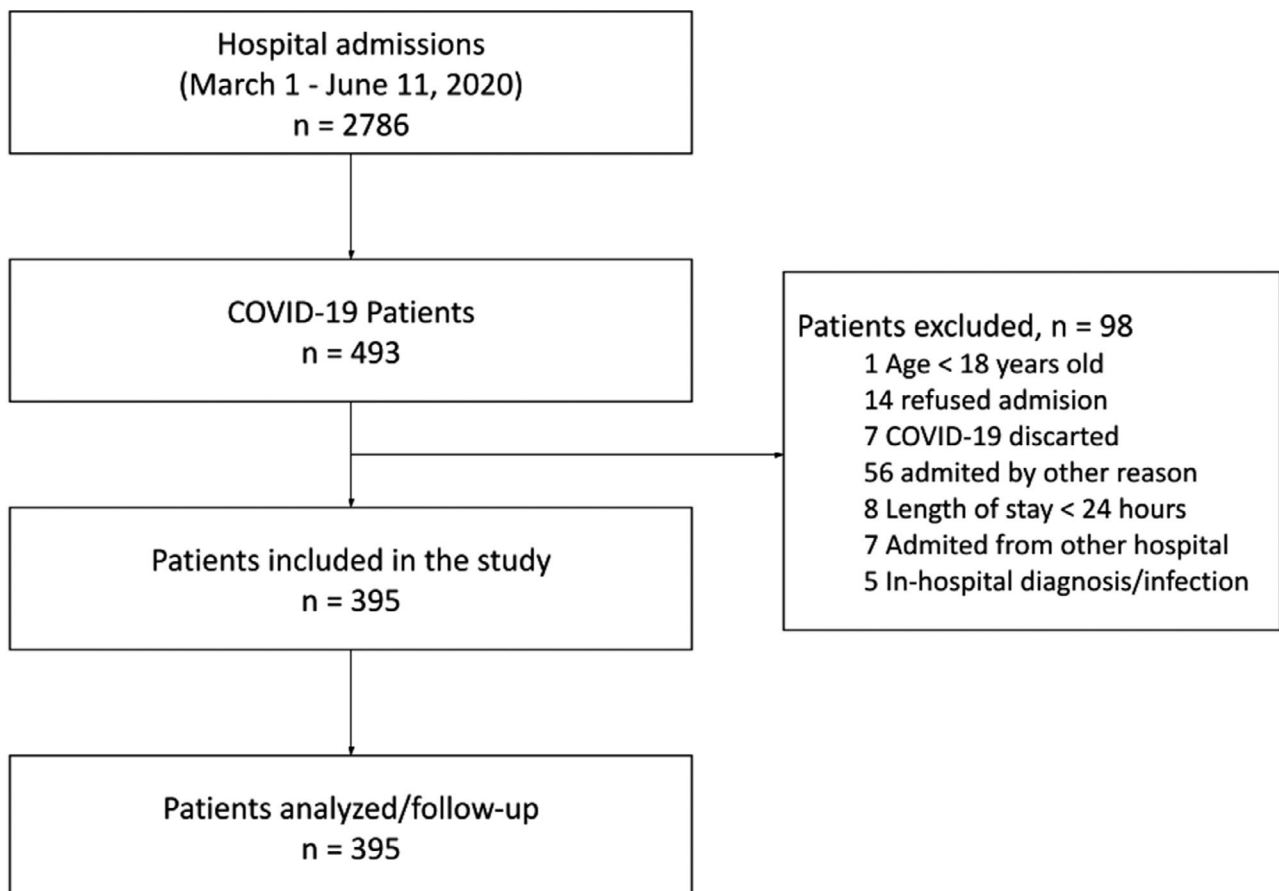 Hospital admissions
(March 1 - June 11, 2020)
n = 2786
COVID-19 Patients
n = 493
Patients excluded, n = 98
1 Age < 18 years old
14 refused admision
7 COVID-19 discarted
56 admited by other reason
8 Length of stay < 24 hours
7 Admited from other hospital
5 In-hospital diagnosis/infection
Patients included in the study
n = 395
Patients analyzed/follow-up
n = 395